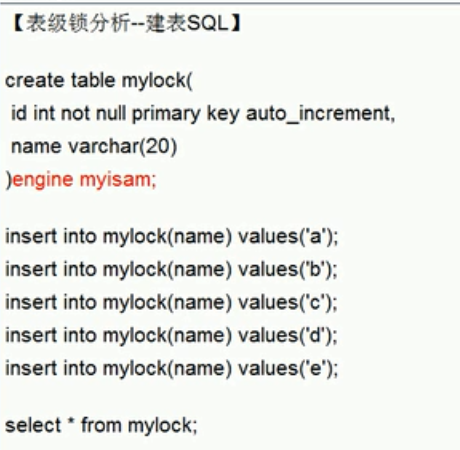 【表级锁分析--建表SQL】
create table mylock(
id int not null primary key auto_increment,
name varchar(20)
)engine myisam;
insert into mylock(name) values('a');
insert into mylock(name) values('b');
insert into mylock(name) values('c');
insert into mylock(name) values('d');
insert into mylock(name) values('e');
select * from mylock;